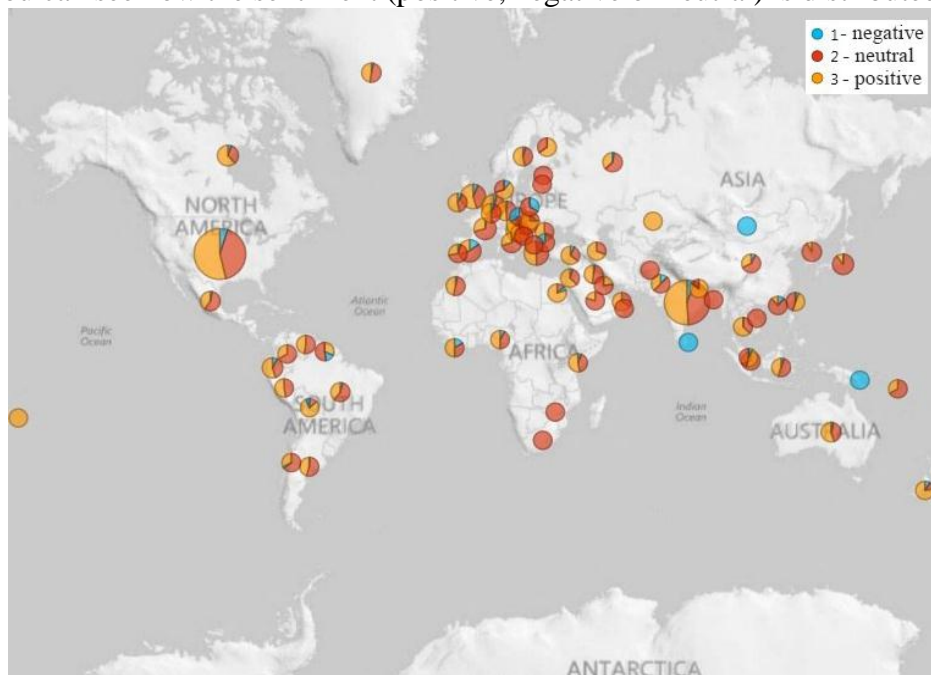 1 - negative
2 - neutral
3 - positive
ASIA
NORTH
AMERICA
Atlantic
Ocean
Pacific
Ocean
AFRICA
SOUTH
AMERICA
Indian
Ocean
AUSTRALIA
ANTARCTICA